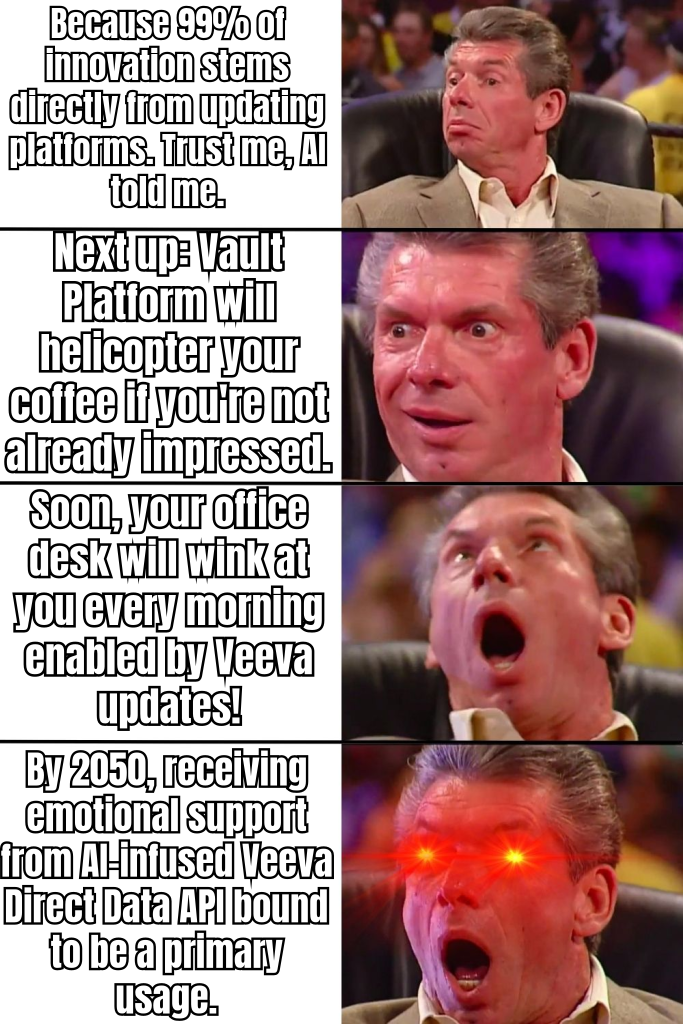 Because 99% of
innovation stems
directly from updating
platforms. Trust me, AI
told me.
Next up: Vault
Platform will
helicopter your
coffee if you're not
already impressed.
Soon, your office
desk will wink at
you every morning
enabled by Veeva
updates!
By 2050, receiving
emotional support
from AI-infused Veeva
Direct Data API bound
to be a primary
usage.